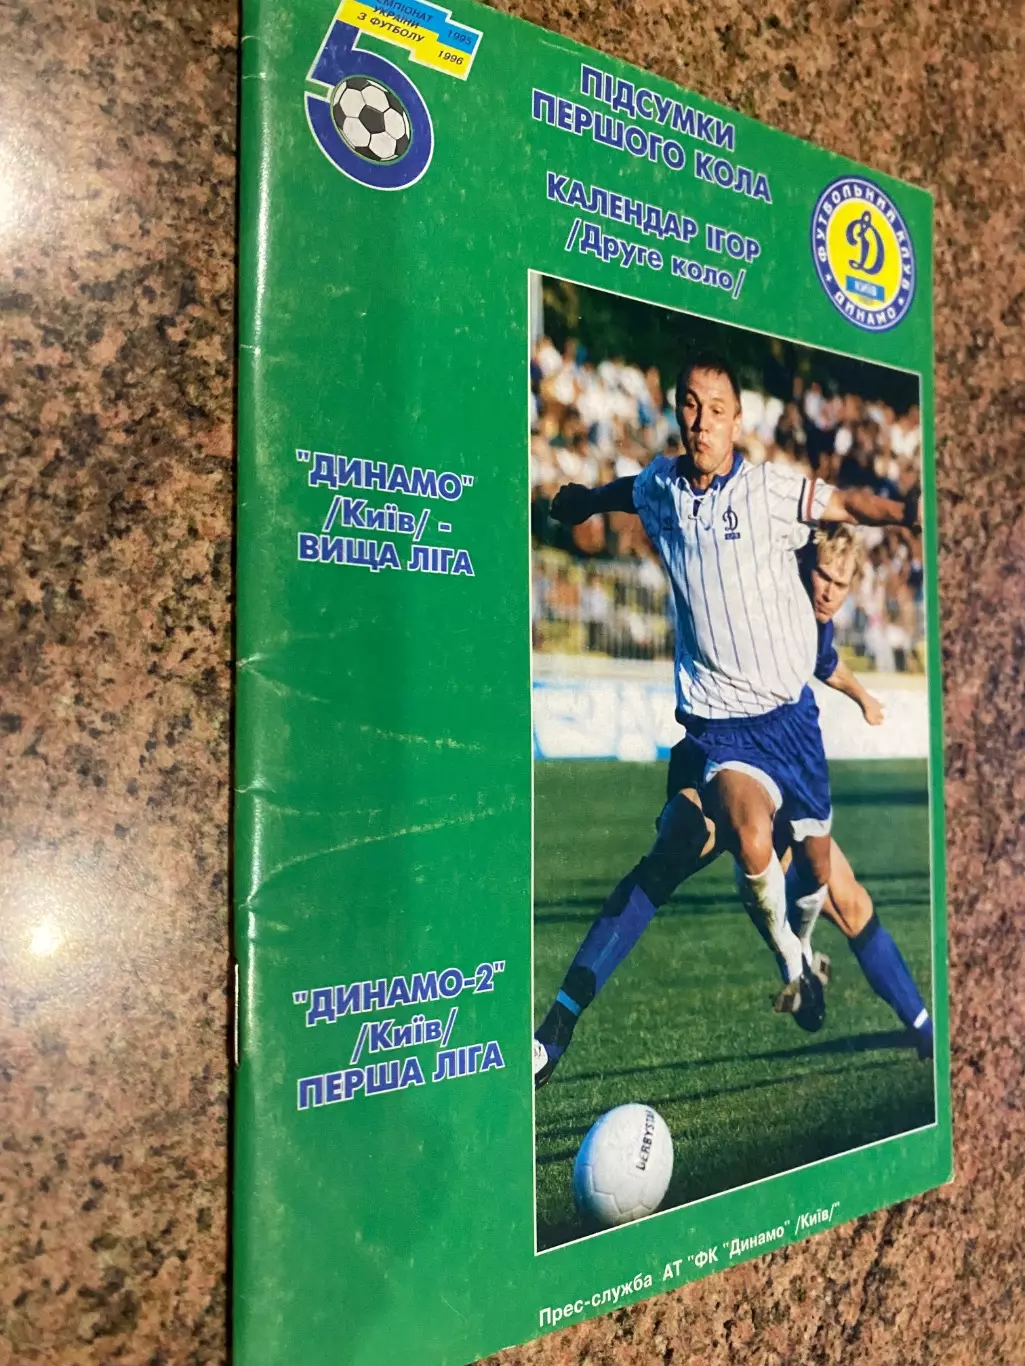 УКРАЇНИ 1995
З ФУТБОЛУ 1996
ПІДСУМКИ
ПЕРШОГО КОЛА
КАЛЕНДАР ІГОР
/Друге коло/
ФУТБОЛЬНИЙ КЛУБ
Д
КИЇВ
ДИНАМО
"ДИНАМО"
/Київ/ -
ВИЩА ЛІГА
Д
"ДИНАМО-2"
/Київ/
ПЕРША ЛІГА
DERBYSTAR
Прес-служба АТ "ФК "Динамо" /Київ/"